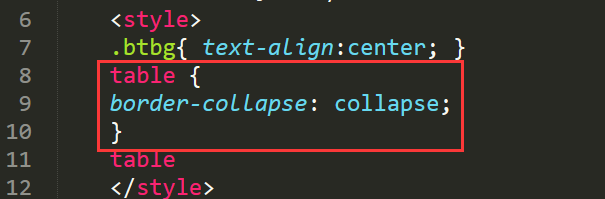 6 <style>
7 .btbg{ text-align:center; }
8 table {
9 border-collapse: collapse;
10 }
11 table
12 </style>